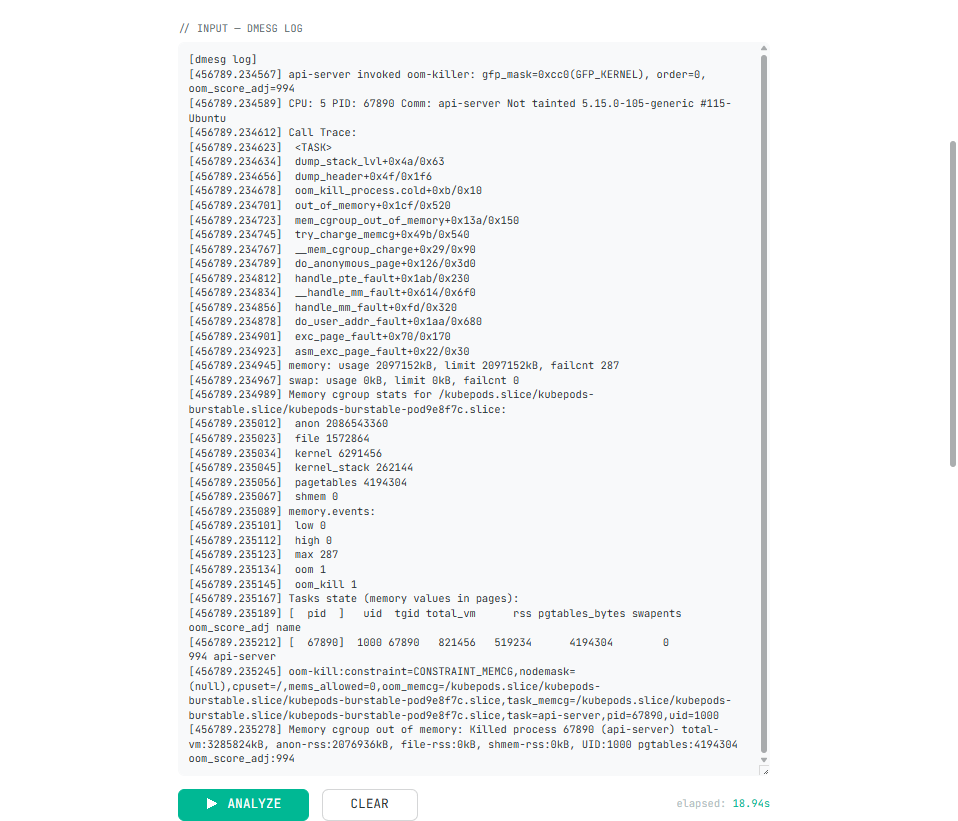 // INPUT — DMESG LOG
[dmesg log]
[456789.234567] api-server invoked oom-killer: gfp_mask=0xcc0(GFP_KERNEL), order=0,
oom_score_adj=994
[456789.234589] CPU: 5 PID: 67890 Comm: api-server Not tainted 5.15.0-105-generic #115-
Ubuntu
[456789.234612] Call Trace:
[456789.234623]  <TASK>
[456789.234634]  dump_stack_lvl+0x4a/0x63
[456789.234656]  dump_header+0x4f/0x1f6
[456789.234678]  oom_kill_process.cold+0xb/0x10
[456789.234701]  out_of_memory+0x1cf/0x520
[456789.234723]  mem_cgroup_out_of_memory+0x13a/0x150
[456789.234745]  try_charge_memcg+0x49b/0x540
[456789.234767]  __mem_cgroup_charge+0x29/0x90
[456789.234789]  do_anonymous_page+0x126/0x3d0
[456789.234812]  handle_pte_fault+0x1ab/0x230
[456789.234834]  __handle_mm_fault+0x614/0x6f0
[456789.234856]  handle_mm_fault+0xfd/0x320
[456789.234878]  do_user_addr_fault+0x1aa/0x680
[456789.234901]  exc_page_fault+0x70/0x170
[456789.234923]  asm_exc_page_fault+0x22/0x30
[456789.234945] memory: usage 2097152kB, limit 2097152kB, failcnt 287
[456789.234967] swap: usage 0kB, limit 0kB, failcnt 0
[456789.234989] Memory cgroup stats for /kubepods.slice/kubepods-
burstable.slice/kubepods-burstable-pod9e8f7c.slice:
[456789.235012]  anon 2086543360
[456789.235023]  file 1572864
[456789.235034]  kernel 6291456
[456789.235045]  kernel_stack 262144
[456789.235056]  pagetables 4194304
[456789.235067]  shmem 0
[456789.235089] memory.events:
[456789.235101]  low 0
[456789.235112]  high 0
[456789.235123]  max 287
[456789.235134]  oom 1
[456789.235145]  oom_kill 1
[456789.235167] Tasks state (memory values in pages):
[456789.235189] [  pid  ]   uid  tgid total_vm      rss pgtables_bytes swapents
oom_score_adj name
[456789.235212] [  67890]  1000 67890   821456   519234      4194304        0
994 api-server
[456789.235245] oom-kill:constraint=CONSTRAINT_MEMCG,nodemask=
(null),cpuset=/,mems_allowed=0,oom_memcg=/kubepods.slice/kubepods-
burstable.slice/kubepods-burstable-pod9e8f7c.slice,task_memcg=/kubepods.slice/kubepods-
burstable.slice/kubepods-burstable-pod9e8f7c.slice,task=api-server,pid=67890,uid=1000
[456789.235278] Memory cgroup out of memory: Killed process 67890 (api-server) total-
vm:3285824kB, anon-rss:2076936kB, file-rss:0kB, shmem-rss:0kB, UID:1000 pgtables:4194304
oom_score_adj:994
▶ ANALYZE
CLEAR
elapsed: 18.94s